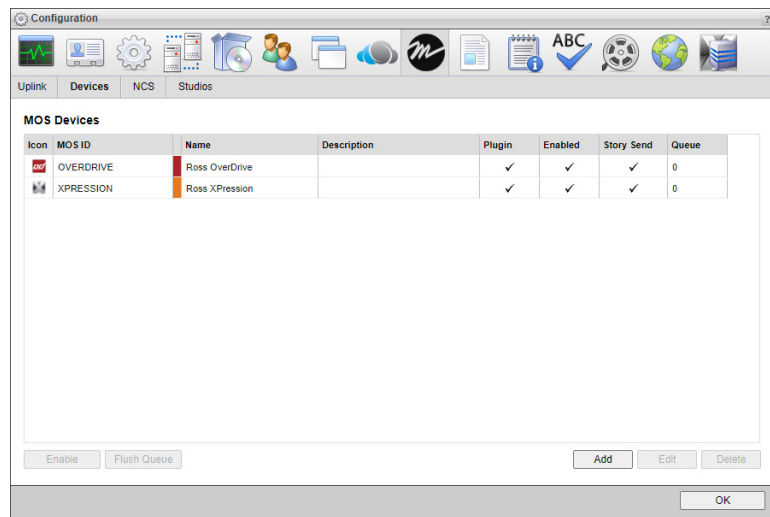 Configuration
?
ABC
Uplink Devices NCS Studios
MOS Devices
Icon MOS ID Name Description Plugin Enabled Story Send Queue
OVERDRIVE Ross OverDrive ✓ ✓ ✓ 0
XPRESSION Ross XPression ✓ ✓ ✓ 0
Enable Flush Queue Add Edit Delete
OK